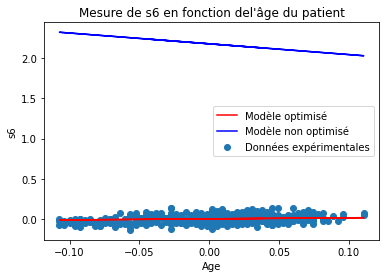 Mesure de s6 en fonction del'âge du patient
2.0
1.5
1.0
0.5
0.0
s6
Modèle optimisé
Modèle non optimisé
Données expérimentales
−0.10
−0.05
0.00
0.05
0.10
Age